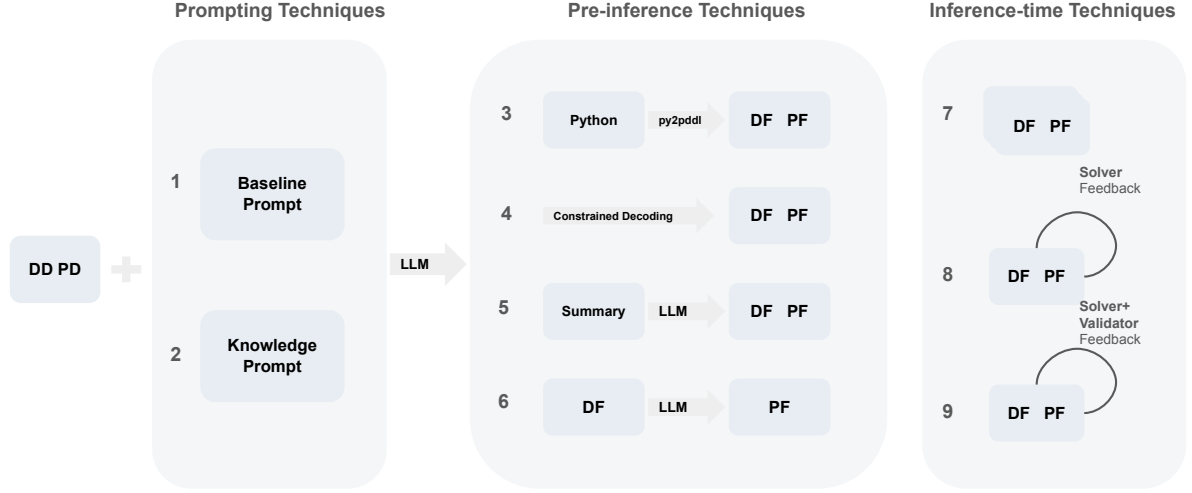 Prompting Techniques
Pre-inference Techniques
Inference-time Techniques
DD PD
1
Baseline
Prompt
2
Knowledge
Prompt
LLM
3
Python
py2pddl
DF PF
4
Constrained Decoding
DF PF
5
Summary
LLM
DF PF
6
DF
LLM
PF
7
DF PF
Solver
Feedback
8
DF PF
Solver+
Validator
Feedback
9
DF PF